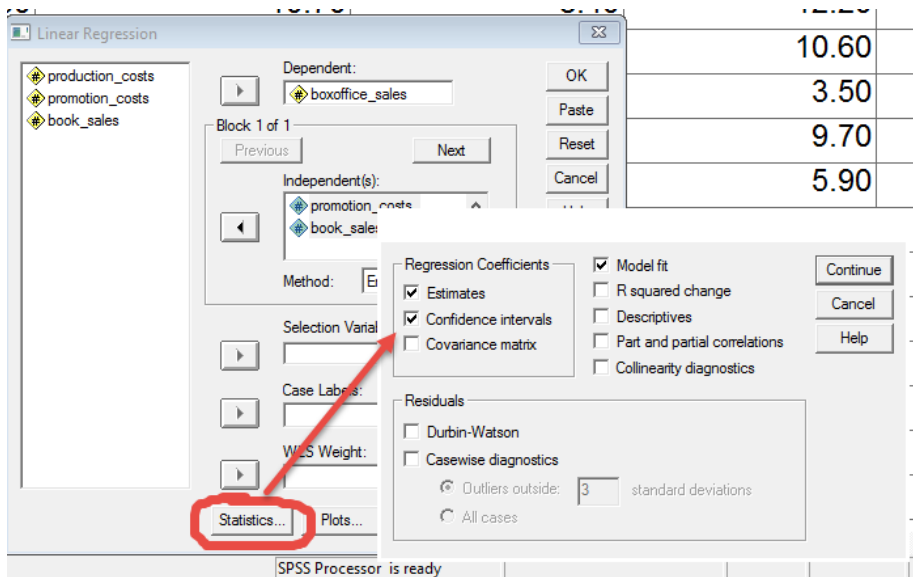 Linear Regression
production_costs
promotion_costs
book_sales
Dependent:
boxoffice_sales
Block 1 of 1
Previous
Next
Independent(s):
promotion_costs
Method:
Selection
Case Labels:
WLS Weight:
Statistics...
Plots...
OK
Paste
Reset
Cancel
10.60
3.50
9.70
5.90
Regression Coefficients
Estimates
Confidence intervals
Covariance matrix
Model fit
R squared change
Descriptives
Part and partial correlations
Collinearity diagnostics
Continue
Cancel
Help
Residuals
Durbin-Watson
Casewise diagnostics
Outliers outside: 3 standard deviations
All cases
SPSS Processor is ready